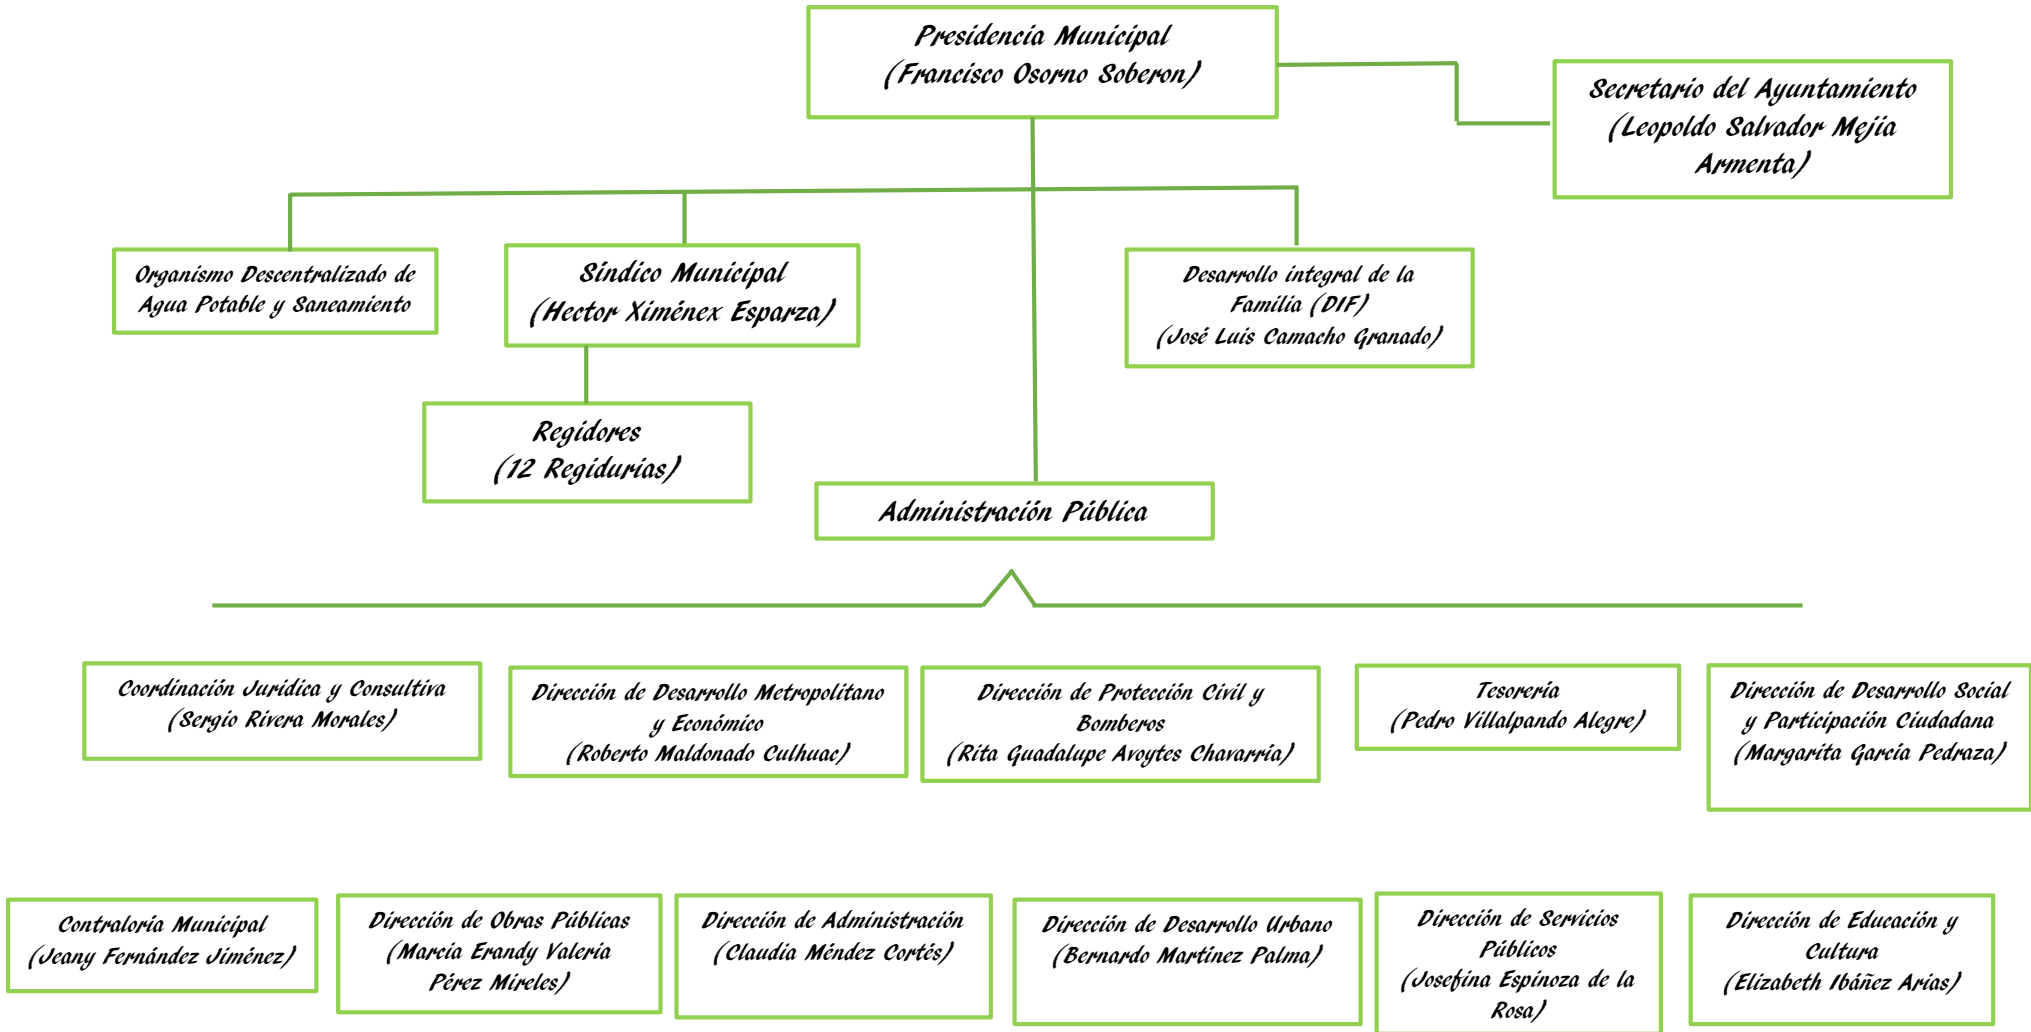 Presidencia Municipal
(Francisco Osorno Soberon)
Secretario del Ayuntamiento
(Leopoldo Salvador Mejía
Armenta)
Organismo Descentralizado de
Agua Potable y Saneamiento
Síndico Municipal
(Hector Ximénex Esparza)
Desarrollo integral de la
Familia (DIF)
(José Luis Camacho Granado)
Regidores
(12 Regidurías)
Administración Pública
Coordinación Jurídica y Consultiva
(Sergio Rivera Morales)
Dirección de Desarrollo Metropolitano
y Económico
(Roberto Maldonado Culhuac)
Dirección de Protección Civil y
Bomberos
(Rita Guadalupe Avoytes Chavarría)
Tesorería
(Pedro Villalpando Alegre)
Dirección de Desarrollo Social
y Participación Ciudadana
(Margarita García Pedraza)
Contraloría Municipal
(Jeany Fernández Jiménez)
Dirección de Obras Públicas
(Marcia Erandy Valeria
Pérez Mireles)
Dirección de Administración
(Claudia Méndez Cortés)
Dirección de Desarrollo Urbano
(Bernardo Martínez Palma)
Dirección de Servicios
Públicos
(Josefina Espinoza de la
Rosa)
Dirección de Educación y
Cultura
(Elizabeth Ibáñez Arias)